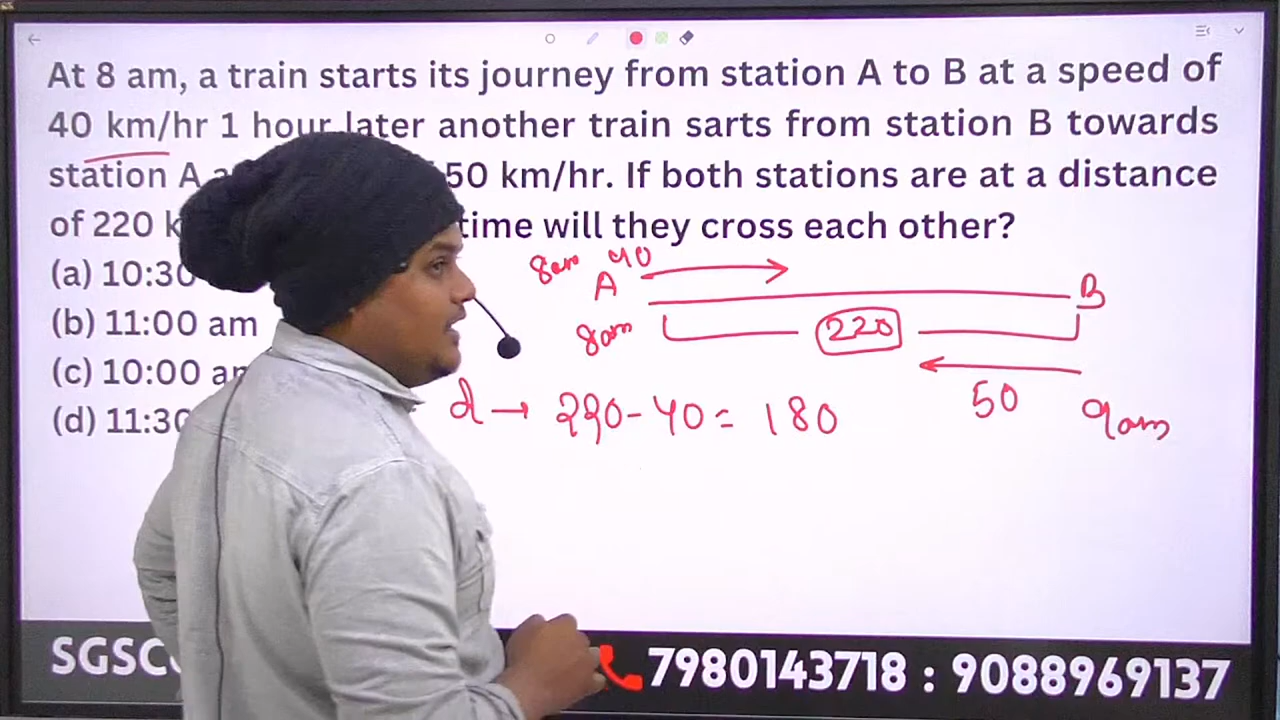 At 8 am, a train starts its journey from station A to B at a speed of
40 km/hr 1 hour later another train sarts from station B towards
station A 50 km/hr. If both stations are at a distance
of 220 time will they cross each other?
(a) 10:30
(b) 11:00 am
(c) 10:00
(d) 11:30
8am 40
A B
8am 220
50 9am
d → 220-40= 180
7980143718 : 9088969137